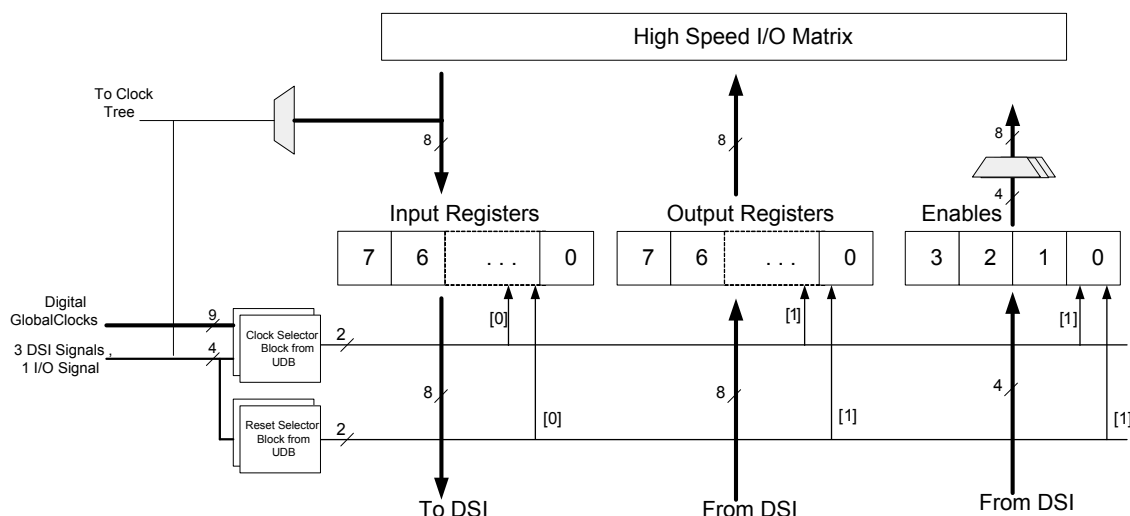 High Speed I/O Matrix
To Clock
Tree
8
8
8
4
Input Registers
Output Registers
Enables
7 6 . . . 0
7 6 . . . 0
3 2 1 0
Digital
GlobalClocks
9
[0]
[1]
[1]
3 DSI Signals ,
1 I/O Signal
4
Clock Selector
Block from
UDB
2
8
8
4
Reset Selector
Block from
UDB
2
[0]
[1]
[1]
To DSI
From DSI
From DSI